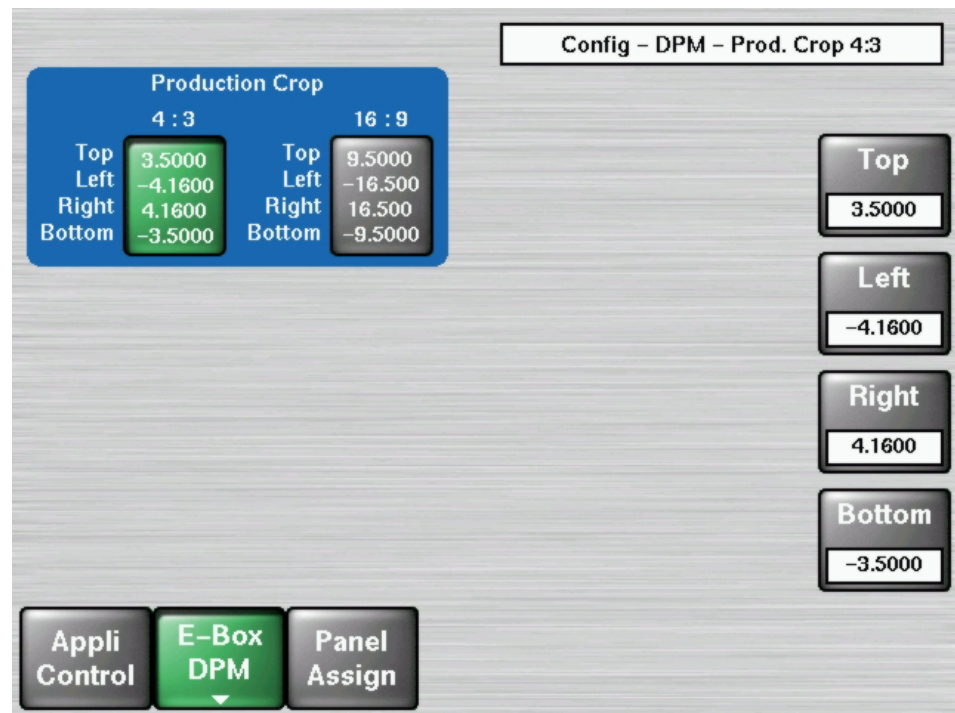 Config – DPM – Prod. Crop 4:3
Production Crop
4 : 3
16 : 9
Top 3.5000 Top 9.5000
Left –4.1600 Left –16.500
Right 4.1600 Right 16.500
Bottom –3.5000 Bottom –9.5000
Top
3.5000
Left
–4.1600
Right
4.1600
Bottom
–3.5000
Appli
Control
E–Box
DPM
Panel
Assign